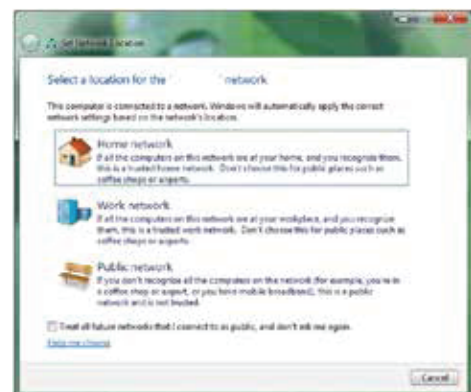 Set Network Location
Select a location for the network
This computer is connected to a network. Windows will automatically apply the correct
network settings based on the network's location.
Home network
If all the computers on this network are at your home, and you recognize them,
this is a trusted home network. Don't choose this for public places such as
coffee shops or airports.
Work network
If all the computers on this network are at your workplace, and you recognize
them, this is a trusted work network. Don't choose this for public places such as
coffee shops or airports.
Public network
If you don't recognize all the computers on the network (for example, you're in
a coffee shop or airport, or you have mobile broadband), this is a public
network and is not trusted.
Treat all future networks that I connect to as public, and don't ask me again.
Help me choose
Cancel